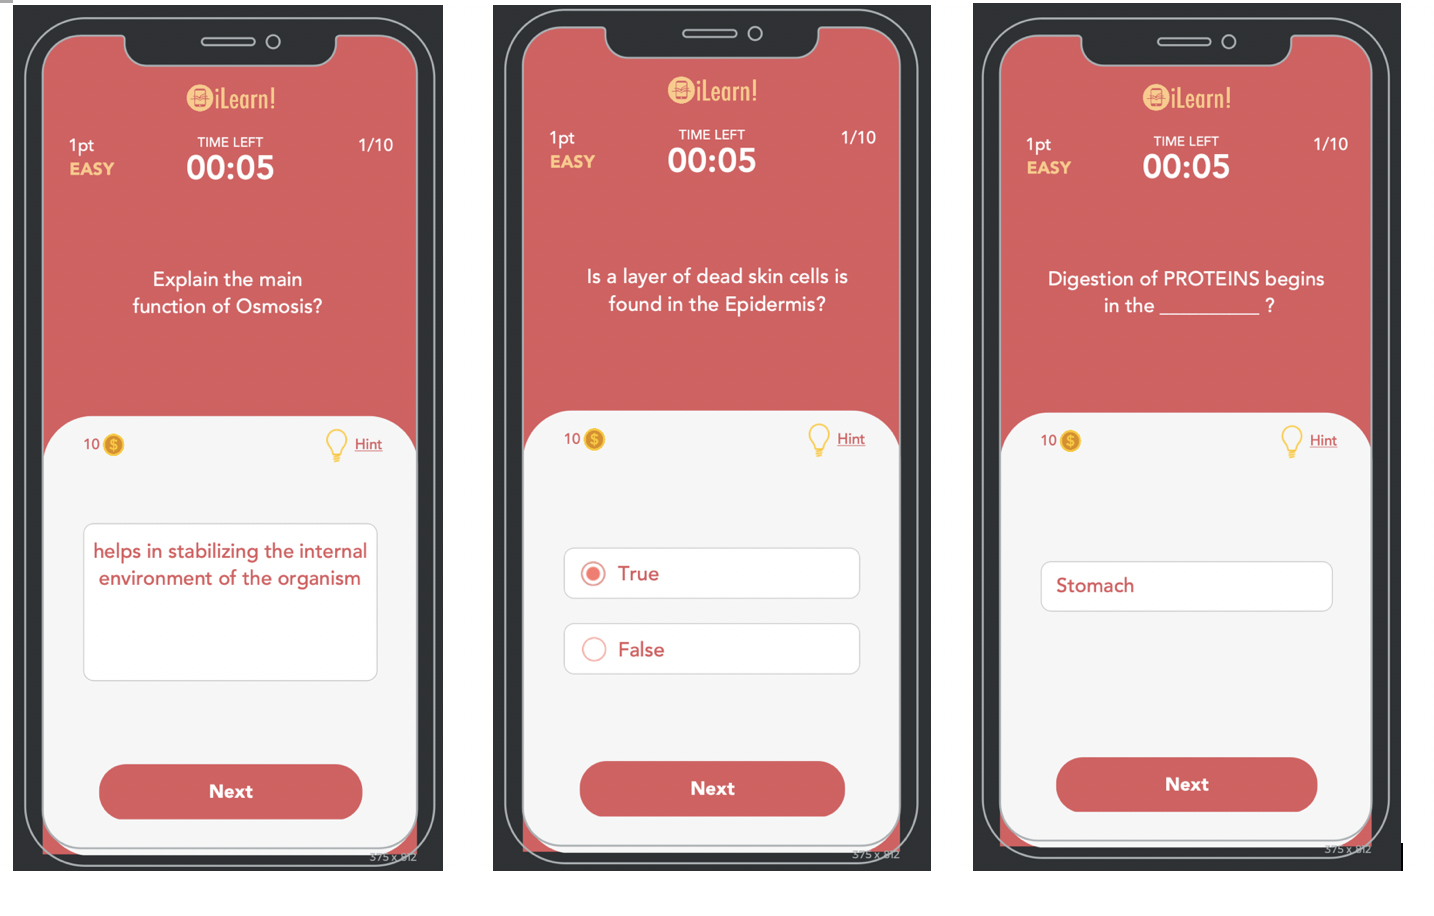 iLearn!
1pt
TIME LEFT
1/10
EASY
00:05
Explain the main
function of Osmosis?
10 $
Hint
helps in stabilizing the internal
environment of the organism
Next
375 x 812
iLearn!
1pt
TIME LEFT
1/10
EASY
00:05
Is a layer of dead skin cells is
found in the Epidermis?
10 $
Hint
True
False
Next
375 x 812
iLearn!
1pt
TIME LEFT
1/10
EASY
00:05
Digestion of PROTEINS begins
in the __________ ?
10 $
Hint
Stomach
Next
375 x 812